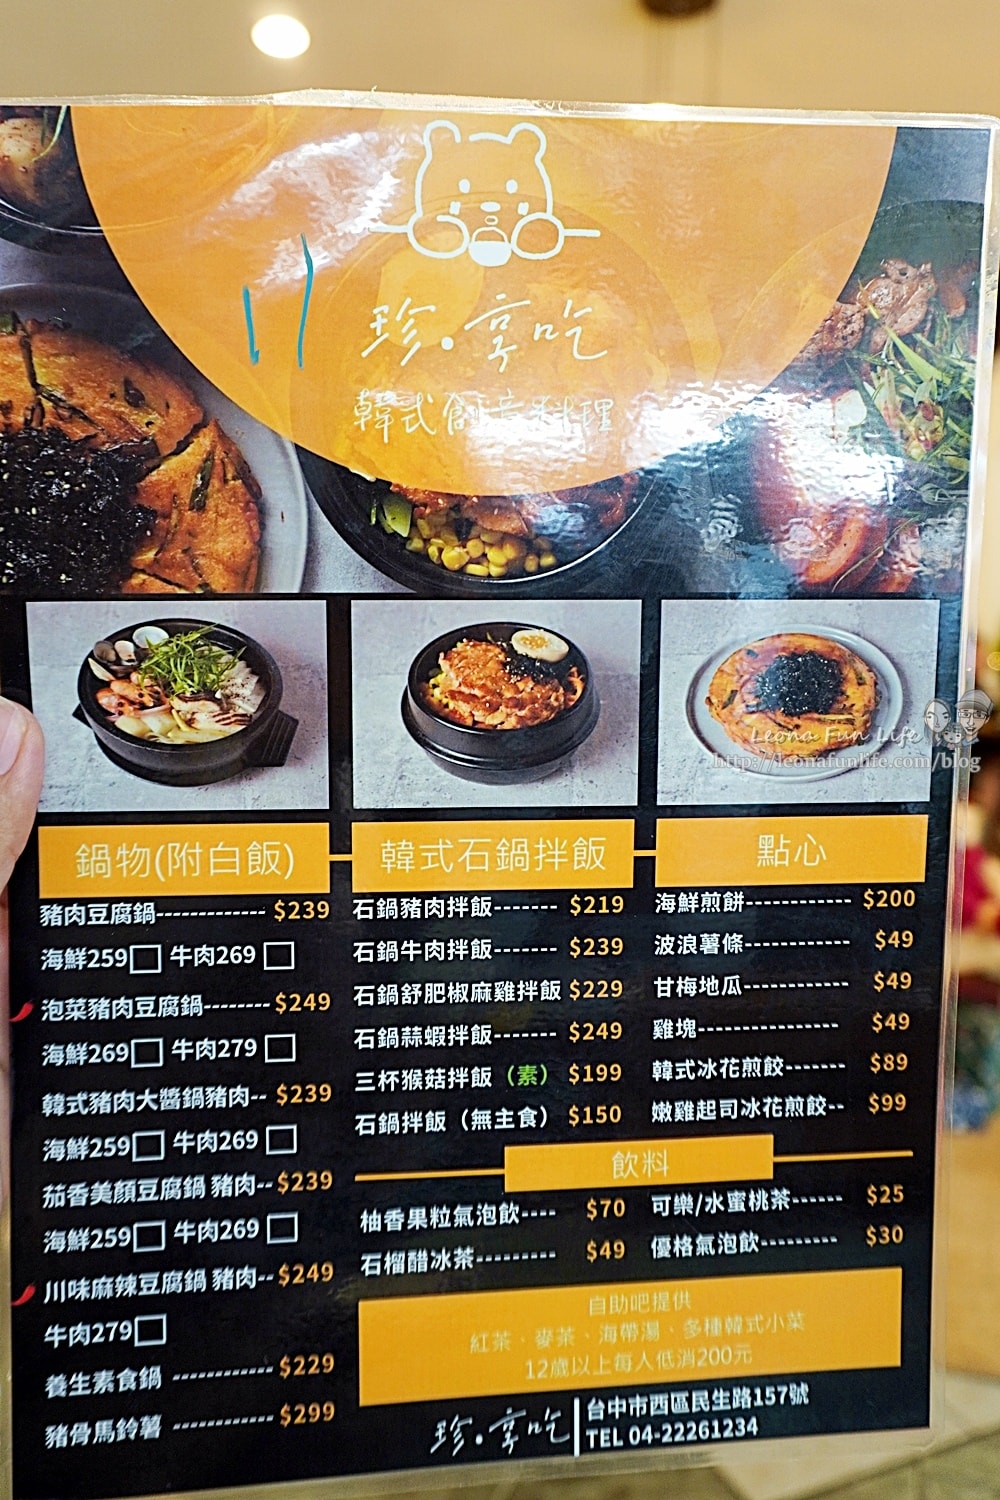 珍•享吃
韓式創意料理
Leona Fun Life
http://leonafunlife.com/blog
鍋物(附白飯)
豬肉豆腐鍋------------- $239
海鮮259□ 牛肉269 □
泡菜豬肉豆腐鍋-------- $249
海鮮269□ 牛肉279 □
韓式豬肉大醬鍋豬肉-- $239
海鮮259□ 牛肉269 □
茄香美顏豆腐鍋 豬肉-- $239
海鮮259□ 牛肉269 □
川味麻辣豆腐鍋 豬肉-- $249
牛肉279□
養生素食鍋 ------------ $229
豬骨馬鈴薯 ------------ $299
韓式石鍋拌飯
石鍋豬肉拌飯------- $219
石鍋牛肉拌飯------- $239
石鍋舒肥椒麻雞拌飯 $229
石鍋蒜蝦拌飯------- $249
三杯猴菇拌飯（素） $199
石鍋拌飯（無主食） $150
點心
海鮮煎餅------------ $200
波浪薯條------------ $49
甘梅地瓜------------ $49
雞塊---------------- $49
韓式冰花煎餃------- $89
嫩雞起司冰花煎餃-- $99
飲料
柚香果粒氣泡飲---- $70
石榴醋冰茶--------- $49
可樂/水蜜桃茶------ $25
優格氣泡飲--------- $30
自助吧提供
紅茶、麥茶、海帶湯、多種韓式小菜
12歲以上每人低消200元
珍•享吃
台中市西區民生路157號
TEL 04-22261234